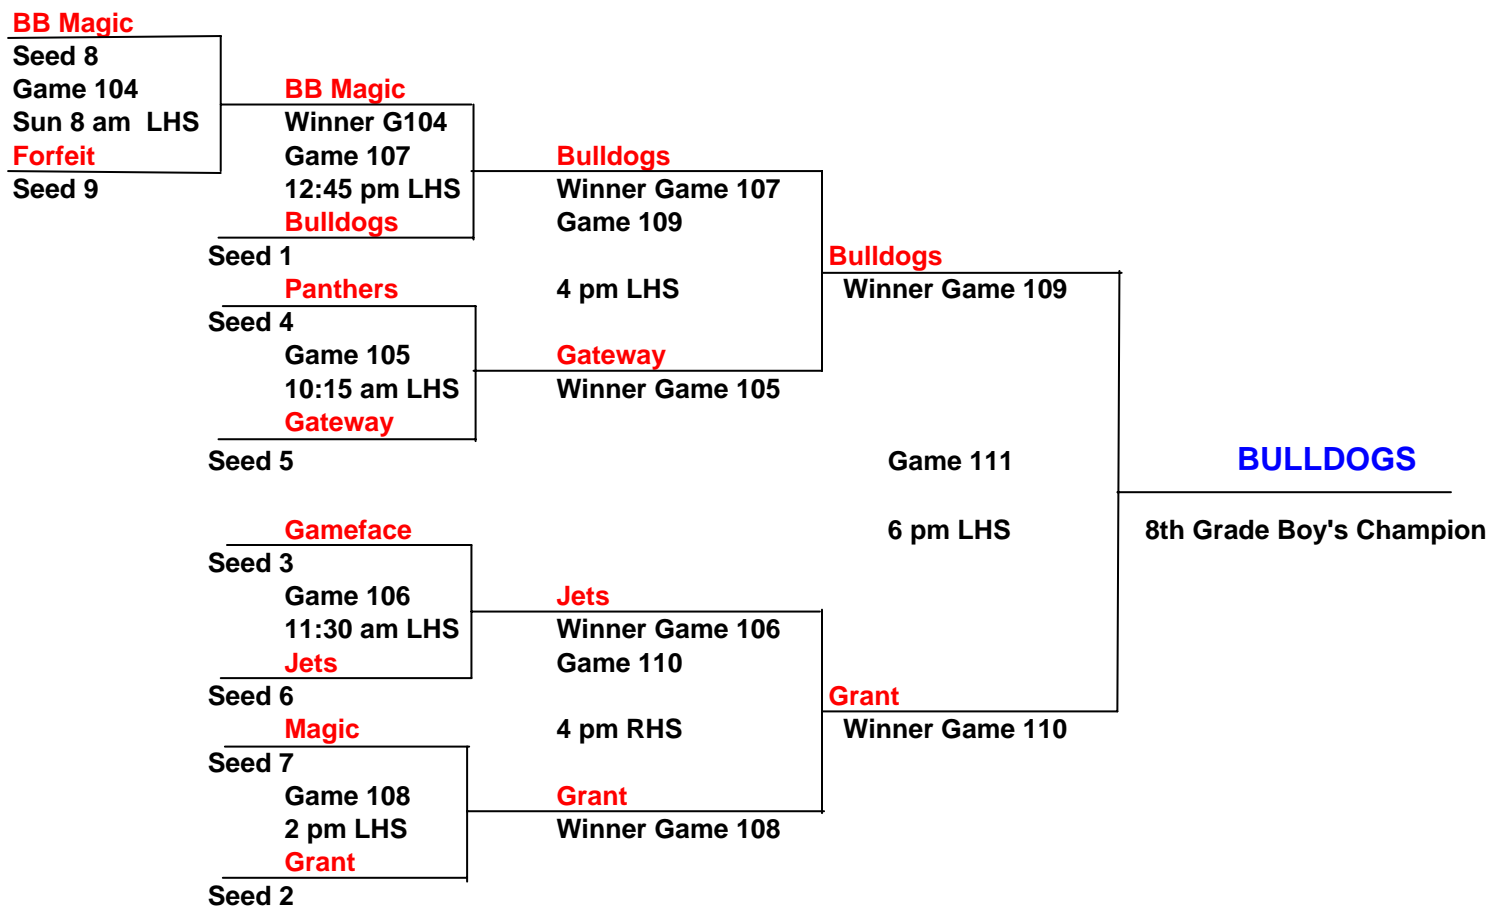 BB Magic
Seed 8
Game 104
Sun 8 am  LHS
Forfeit
Seed 9
BB Magic
Winner G104
Game 107
12:45 pm LHS
Bulldogs
Seed 1
Panthers
Seed 4
Game 105
10:15 am LHS
Gateway
Seed 5
Gameface
Seed 3
Game 106
11:30 am LHS
Jets
Seed 6
Magic
Seed 7
Game 108
2 pm LHS
Grant
Seed 2
Bulldogs
Winner Game 107
Game 109
4 pm LHS
Gateway
Winner Game 105
Jets
Winner Game 106
Game 110
4 pm RHS
Grant
Winner Game 108
Bulldogs
Winner Game 109
Game 111
6 pm LHS
Grant
Winner Game 110
BULLDOGS
8th Grade Boy's Champion